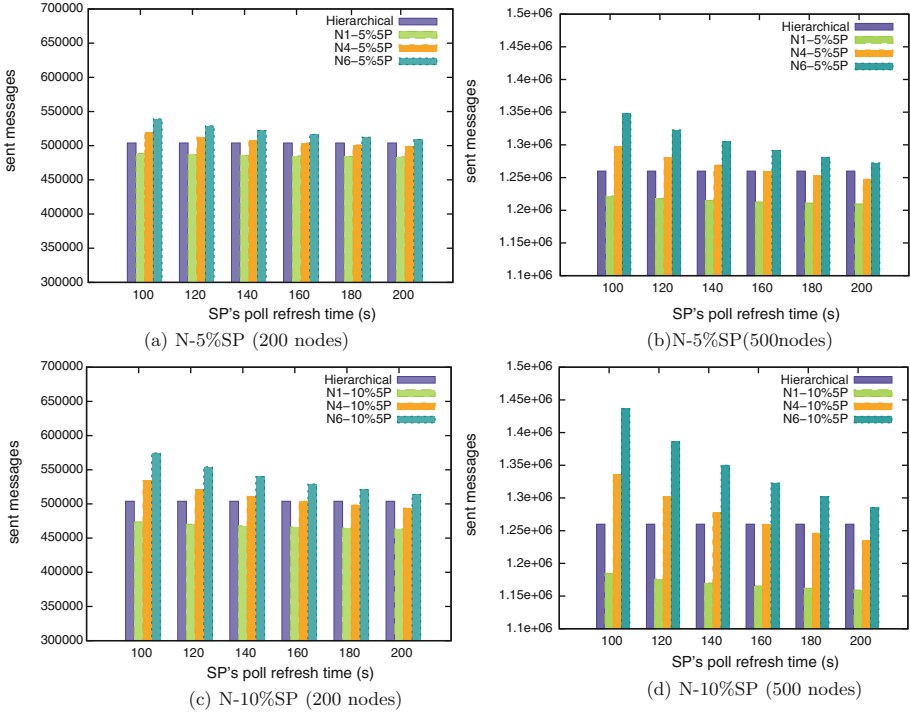 700000
650000
600000
550000
500000
450000
400000
350000
300000
sent messages
Hierarchical
N1-5%5P
N4-5%5P
N6-5%5P
100 120 140 160 180 200
SP's poll refresh time (s)
(a) N-5%SP (200 nodes)
1.5e+06
1.45e+06
1.4e+06
1.35e+06
1.3e+06
1.25e+06
1.2e+06
1.15e+06
1.1e+06
sent messages
Hierarchical
N1-5%5P
N4-5%5P
N6-5%5P
100 120 140 160 180 200
SP's poll refresh time (s)
(b)N-5%SP(500nodes)
700000
650000
600000
550000
500000
450000
400000
350000
300000
sent messages
Hierarchical
N1-10%5P
N4-10%5P
N6-10%5P
100 120 140 160 180 200
SP's poll refresh time (s)
(c) N-10%SP (200 nodes)
1.5e+06
1.45e+06
1.4e+06
1.35e+06
1.3e+06
1.25e+06
1.2e+06
1.15e+06
1.1e+06
sent messages
Hierarchical
N1-10%5P
N4-10%5P
N6-10%5P
100 120 140 160 180 200
SP's poll refresh time (s)
(d) N-10%SP (500 nodes)